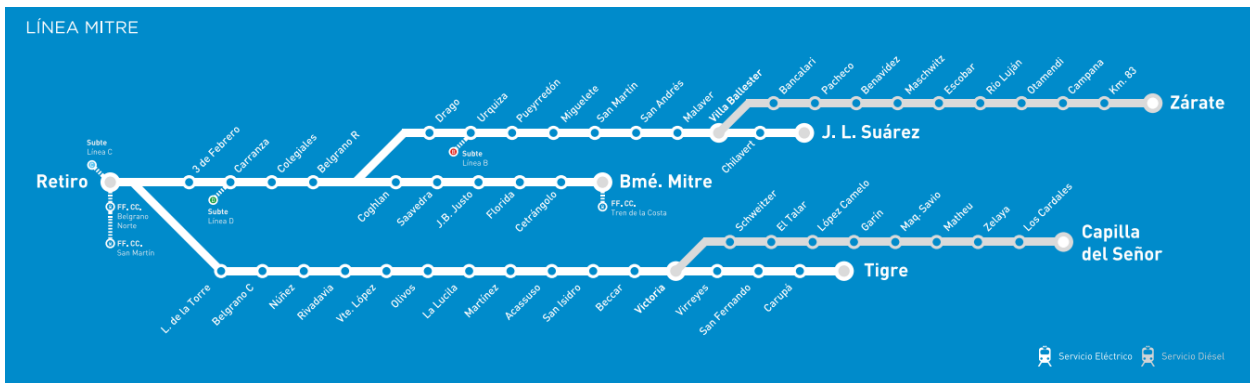 LÍNEA MITRE
Retiro
Subte
Línea C
FF. CC.
Belgrano
Norte
FF. CC.
San Martín
3 de Febrero
Carranza
Subte
Línea D
Colegiales
Belgrano R
Drago
Urquiza
Subte
Línea B
Pueyrredón
Miguelete
San Martín
San Andrés
Malaver
Villa Ballester
Chilavert
J. L. Suárez
Bancalari
Pacheco
Benavídez
Maschwitz
Escobar
Río Luján
Otamendi
Campana
Km. 83
Zárate
Coghlan
Saavedra
J.B. Justo
Florida
Cetrángolo
Bmé. Mitre
FF. CC.
Tren de la Costa
L. de la Torre
Belgrano C
Núñez
Rivadavia
Vte. López
Olivos
La Lucila
Martínez
Acassuso
San Isidro
Beccar
Victoria
Virreyes
San Fernando
Carupá
Tigre
Schweitzer
El Talar
López Camelo
Garín
Maq. Savio
Matheu
Zelaya
Los Cardales
Capilla
del Señor
Servicio Eléctrico
Servicio Diésel